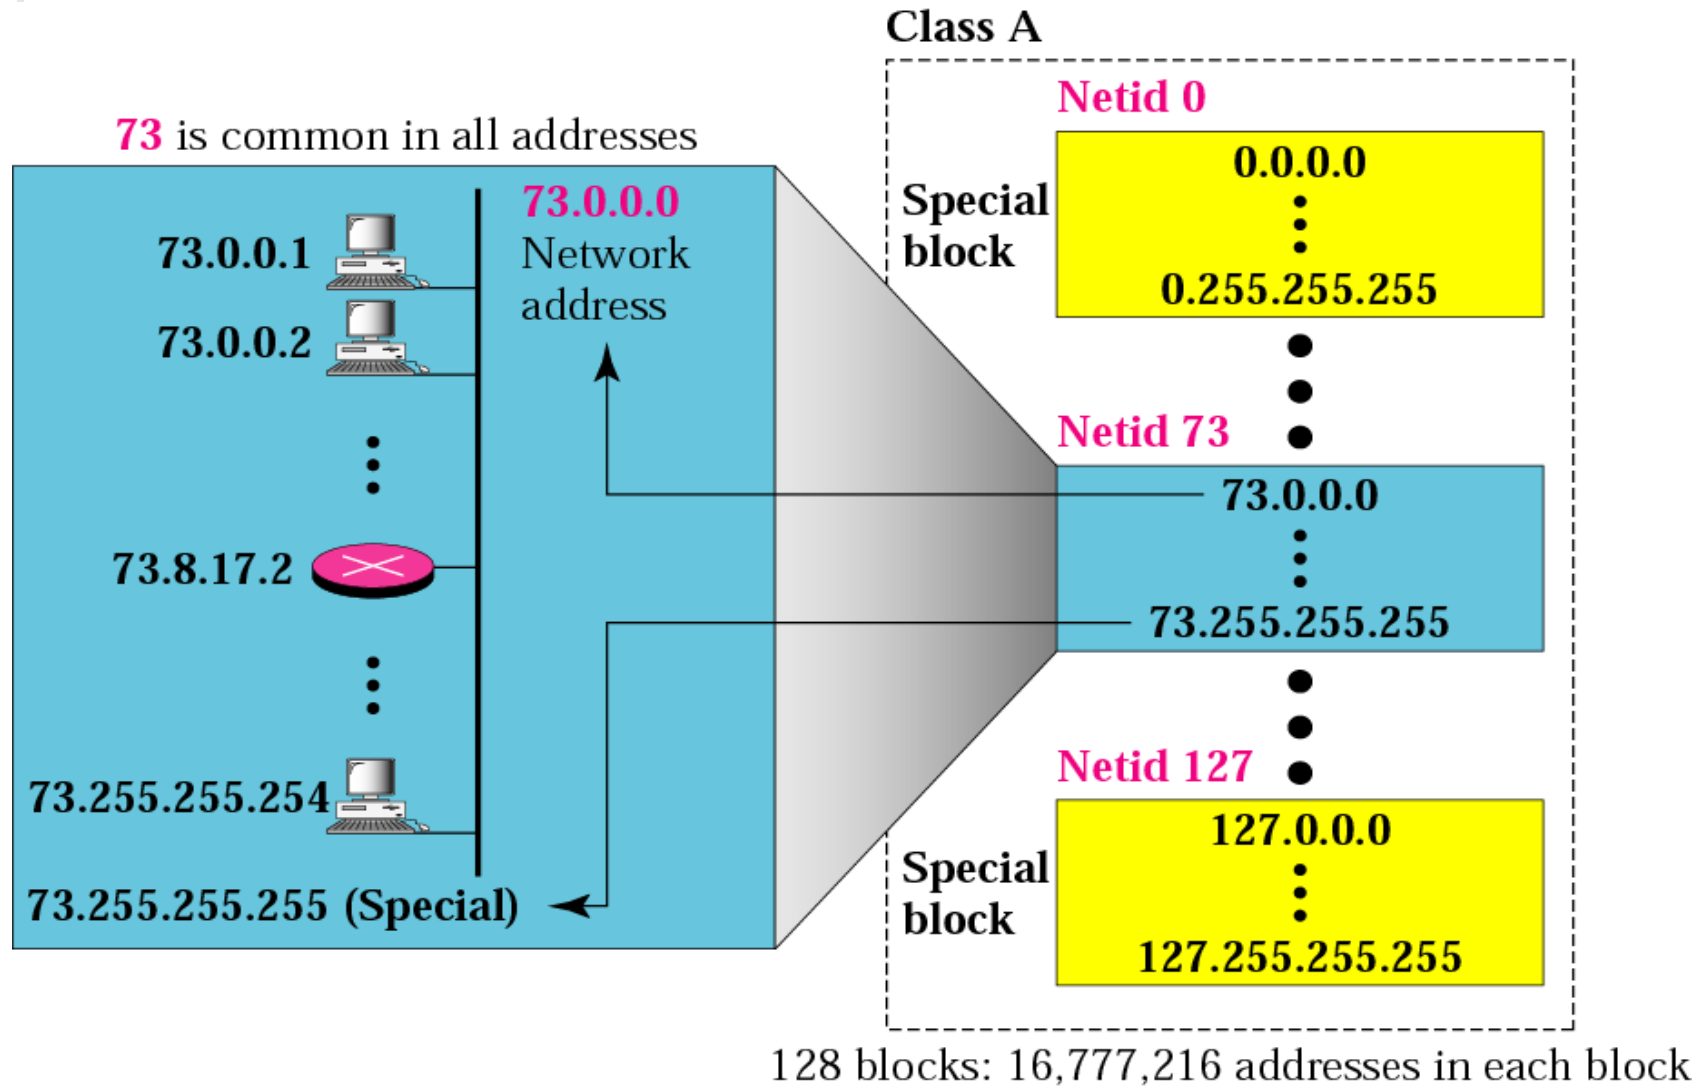 Class A
73 is common in all addresses
73.0.0.0
Network
address
73.0.0.1
73.0.0.2
73.8.17.2
73.255.255.254
73.255.255.255 (Special)
Netid 0
Special
block
0.0.0.0
0.255.255.255
Netid 73
73.0.0.0
73.255.255.255
Netid 127
Special
block
127.0.0.0
127.255.255.255
128 blocks: 16,777,216 addresses in each block